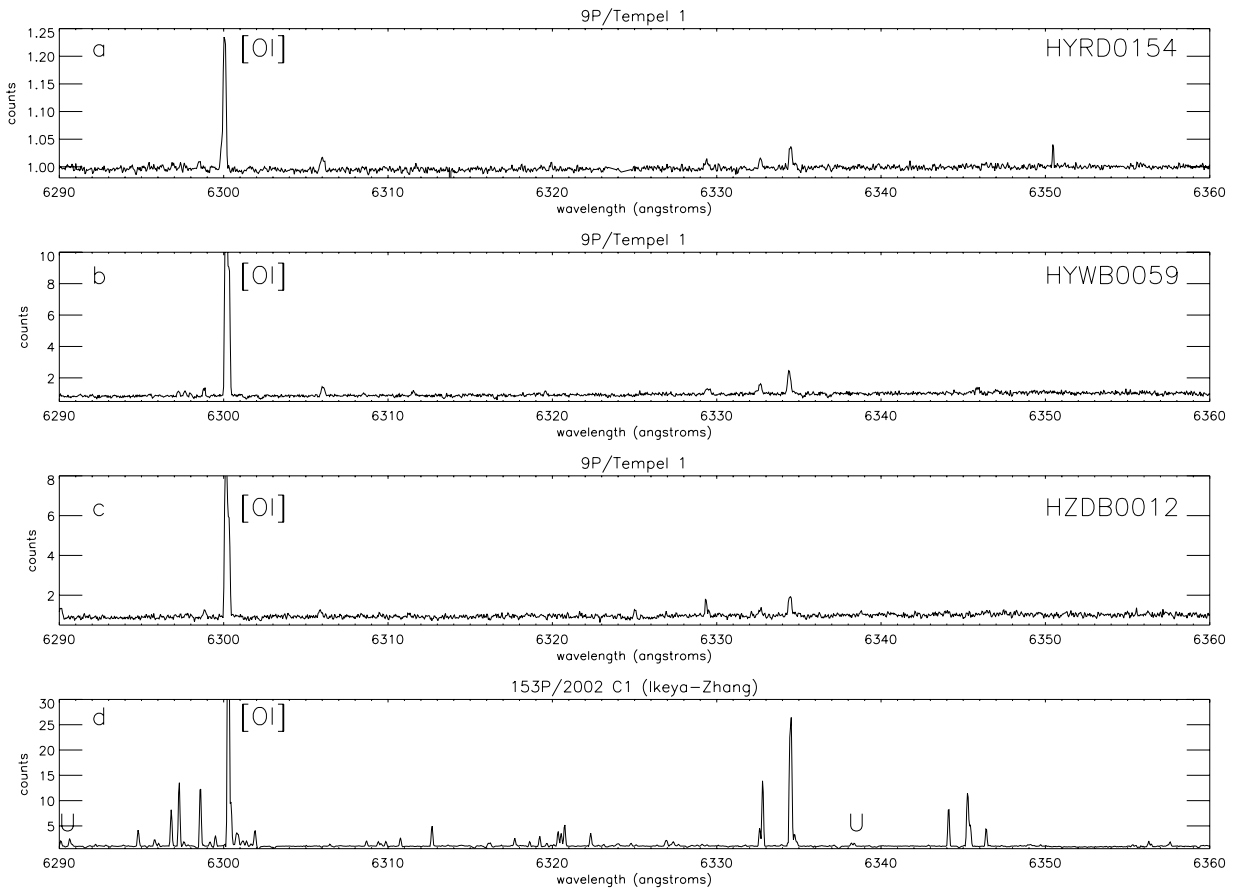 9P/Tempel 1
a [OI] HYRD0154
counts
1.25
1.20
1.15
1.10
1.05
1.00
6290 6300 6310 6320 6330 6340 6350 6360
wavelength (angstroms)
9P/Tempel 1
b [OI] HYWB0059
counts
10
8
6
4
2
6290 6300 6310 6320 6330 6340 6350 6360
wavelength (angstroms)
9P/Tempel 1
c [OI] HZDB0012
counts
8
6
4
2
6290 6300 6310 6320 6330 6340 6350 6360
wavelength (angstroms)
153P/2002 C1 (Ikeya-Zhang)
d [OI]
counts
30
25
20
15
10
5
U U
6290 6300 6310 6320 6330 6340 6350 6360
wavelength (angstroms)